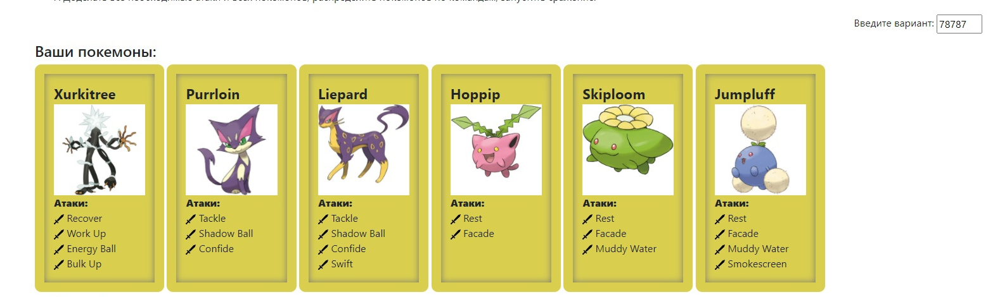 Введите вариант: 78787
Ваши покемоны:
Xurkitree
Атаки:
Recover
Work Up
Energy Ball
Bulk Up
Purrloin
Атаки:
Tackle
Shadow Ball
Confide
Liepard
Атаки:
Tackle
Shadow Ball
Confide
Swift
Hoppip
Атаки:
Rest
Facade
Skiploom
Атаки:
Rest
Facade
Muddy Water
Jumpluff
Атаки:
Rest
Facade
Muddy Water
Smokescreen